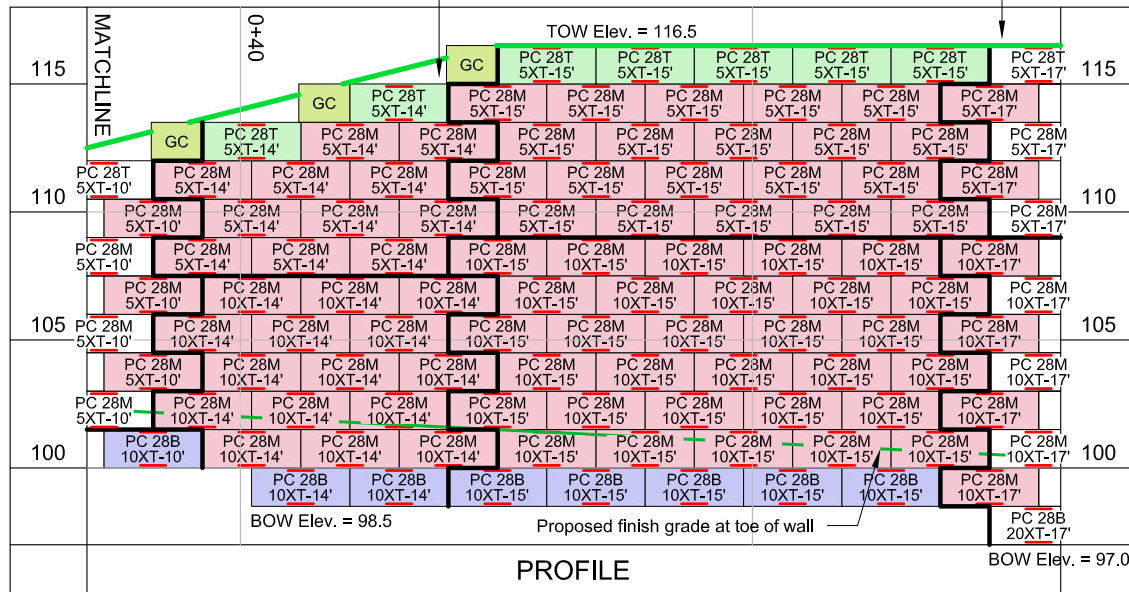 MATCHLINE
0+40
TOW Elev. = 116.5
GC PC 28T PC 28T PC 28T PC 28T PC 28T PC 28T
5XT-15' 5XT-15' 5XT-15' 5XT-15' 5XT-15' 5XT-17'
115 115
GC PC 28T PC 28M PC 28M PC 28M PC 28M PC 28M PC 28M
5XT-14' 5XT-15' 5XT-15' 5XT-15' 5XT-15' 5XT-15' 5XT-17'
GC PC 28T PC 28M PC 28M PC 28M PC 28M PC 28M PC 28M PC 28M PC 28M
5XT-14' 5XT-14' 5XT-14' 5XT-15' 5XT-15' 5XT-15' 5XT-15' 5XT-15' 5XT-17'
PC 28T PC 28M PC 28M PC 28M PC 28M PC 28M PC 28M PC 28M PC 28M PC 28M
5XT-10' 5XT-14' 5XT-14' 5XT-14' 5XT-15' 5XT-15' 5XT-15' 5XT-15' 5XT-15' 5XT-17'
110 110
PC 28M PC 28M PC 28M PC 28M PC 28M PC 28M PC 28M PC 28M PC 28M PC 28M
5XT-10' 5XT-14' 5XT-14' 5XT-14' 5XT-15' 5XT-15' 5XT-15' 5XT-15' 5XT-15' 5XT-17'
PC 28M PC 28M PC 28M PC 28M PC 28M PC 28M PC 28M PC 28M PC 28M PC 28M
5XT-10' 5XT-14' 5XT-14' 5XT-14' 10XT-15' 10XT-15' 10XT-15' 10XT-15' 10XT-15' 10XT-17'
PC 28M PC 28M PC 28M PC 28M PC 28M PC 28M PC 28M PC 28M PC 28M PC 28M
5XT-10' 10XT-14' 10XT-14' 10XT-14' 10XT-15' 10XT-15' 10XT-15' 10XT-15' 10XT-15' 10XT-17'
105 105
PC 28M PC 28M PC 28M PC 28M PC 28M PC 28M PC 28M PC 28M PC 28M PC 28M
5XT-10' 10XT-14' 10XT-14' 10XT-14' 10XT-15' 10XT-15' 10XT-15' 10XT-15' 10XT-15' 10XT-17'
PC 28M PC 28M PC 28M PC 28M PC 28M PC 28M PC 28M PC 28M PC 28M PC 28M
5XT-10' 10XT-14' 10XT-14' 10XT-14' 10XT-15' 10XT-15' 10XT-15' 10XT-15' 10XT-15' 10XT-17'
PC 28M PC 28M PC 28M PC 28M PC 28M PC 28M PC 28M PC 28M PC 28M PC 28M
5XT-10' 10XT-14' 10XT-14' 10XT-14' 10XT-15' 10XT-15' 10XT-15' 10XT-15' 10XT-15' 10XT-17'
100 100
PC 28B PC 28M PC 28M PC 28M PC 28M PC 28M PC 28M PC 28M PC 28M PC 28M
10XT-10' 10XT-14' 10XT-14' 10XT-14' 10XT-15' 10XT-15' 10XT-15' 10XT-15' 10XT-15' 10XT-17'
PC 28B PC 28B PC 28B PC 28B PC 28B PC 28B PC 28B PC 28M
10XT-14' 10XT-14' 10XT-15' 10XT-15' 10XT-15' 10XT-15' 10XT-15' 10XT-17'
BOW Elev. = 98.5
Proposed finish grade at toe of wall
PC 28B
20XT-17'
BOW Elev. = 97.0
PROFILE